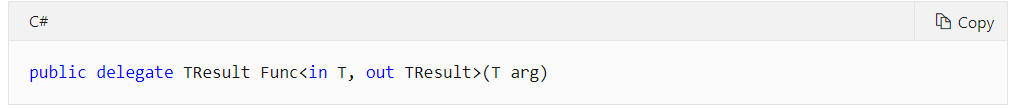 C#
Copy
public delegate TResult Func<in T, out TResult>(T arg)